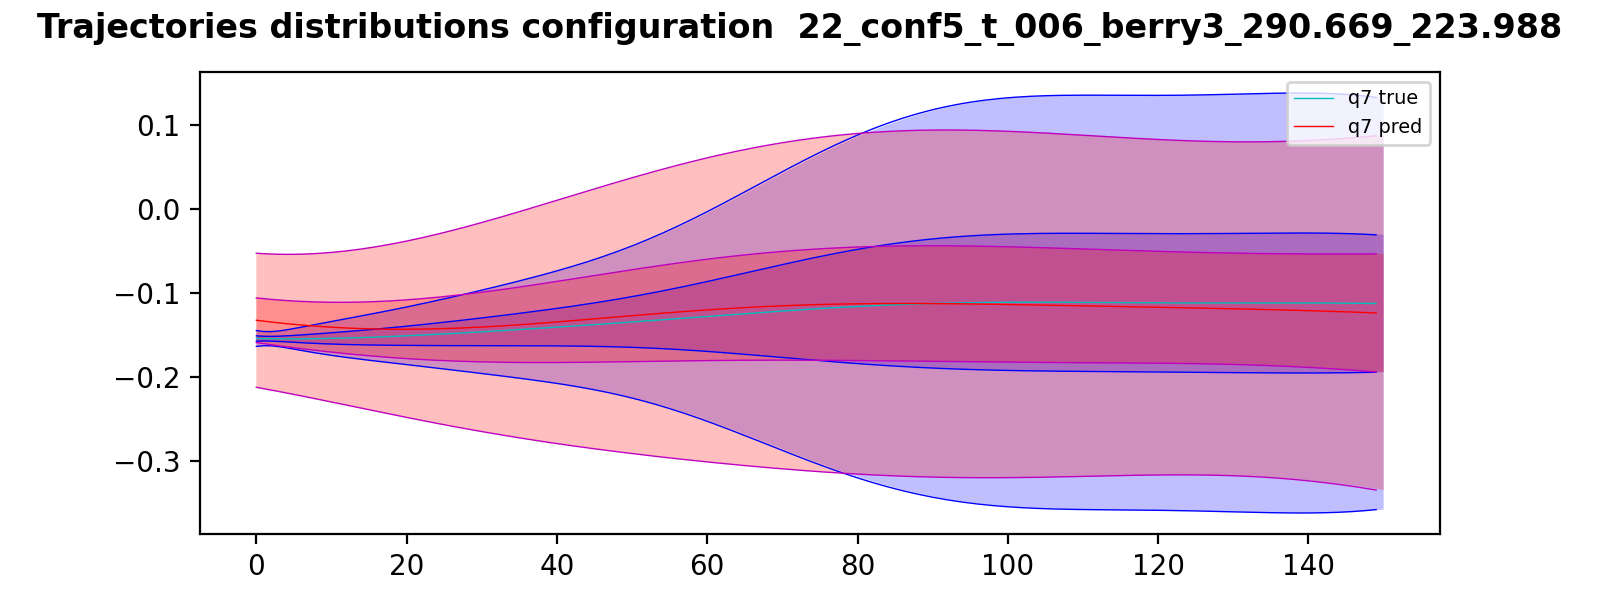 Trajectories distributions configuration  22_conf5_t_006_berry3_290.669_223.988
q7 true
q7 pred
0.1
0.0
−0.1
−0.2
−0.3
0 20 40 60 80 100 120 140